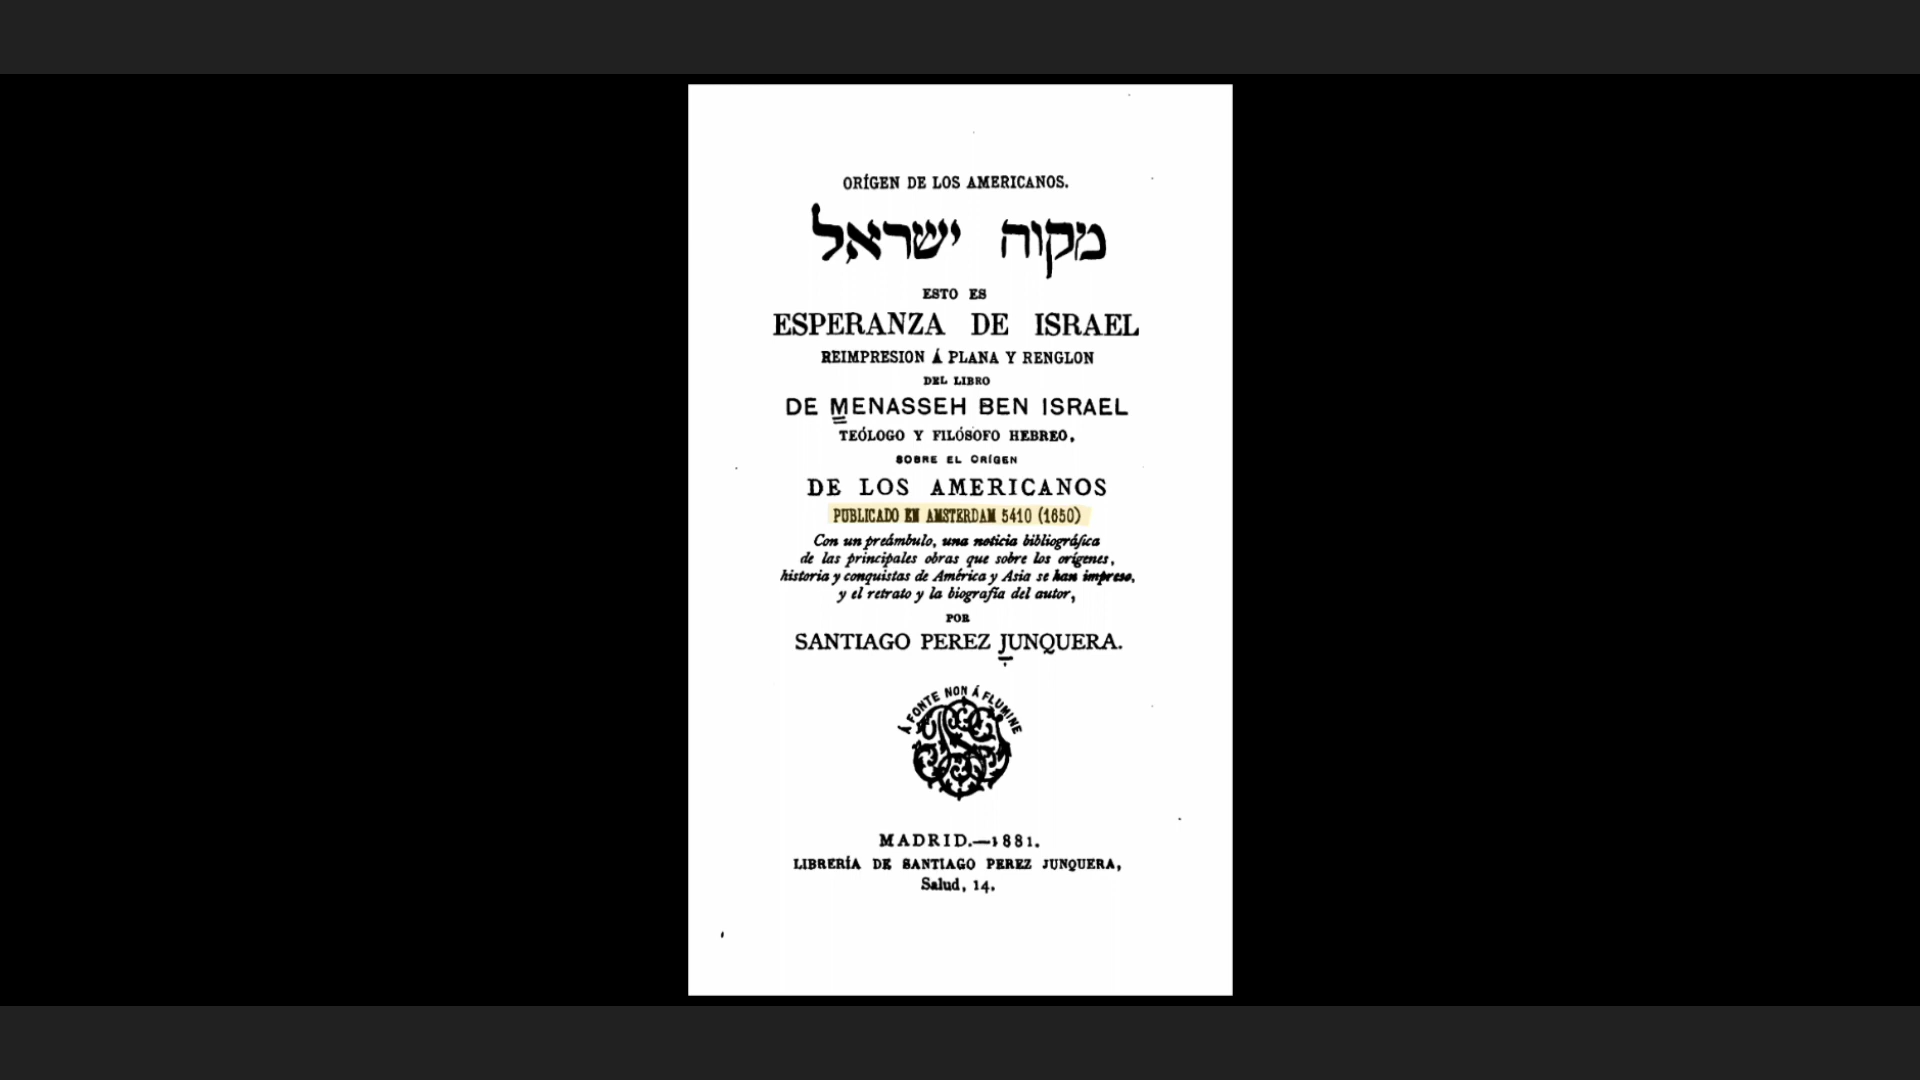 ORÍGEN DE LOS AMERICANOS.
מקוה ישראל
ESTO ES
ESPERANZA DE ISRAEL
REIMPRESION Á PLANA Y RENGLON
DEL LIBRO
DE MENASSEH BEN ISRAEL
TEÓLOGO Y FILÓSOFO HEBREO,
SOBRE EL ORÍGEN
DE LOS AMERICANOS
PUBLICADO EN AMSTERDAM 5410 (1650)
Con un preámbulo, una noticia bibliográfica
de las principales obras que sobre los orígenes,
historia y conquistas de América y Asia se han impreso,
y el retrato y la biografía del autor,
POR
SANTIAGO PEREZ JUNQUERA.
Á FONTE NON Á FLUMINE
MADRID.—1881.
LIBRERÍA DE SANTIAGO PEREZ JUNQUERA,
Salud, 14.